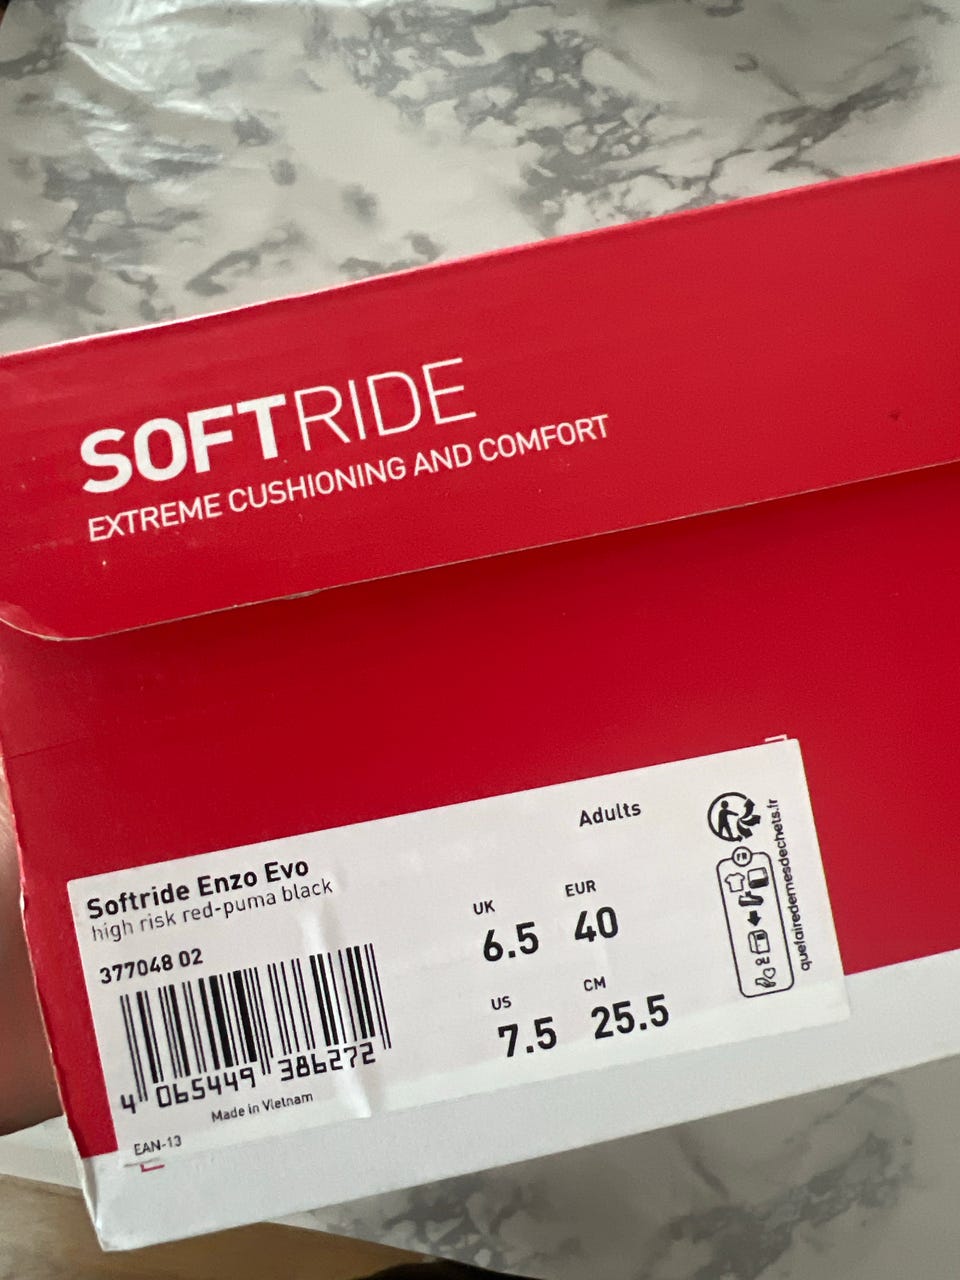 SOFTRIDE
EXTREME CUSHIONING AND COMFORT
Adults
Softride Enzo Evo
high risk red-puma black
377048 02
UK
6.5
EUR
40
US
7.5
CM
25.5
4 065449 386272
Made in Vietnam
EAN-13
FR
quefairedemesdechets.fr